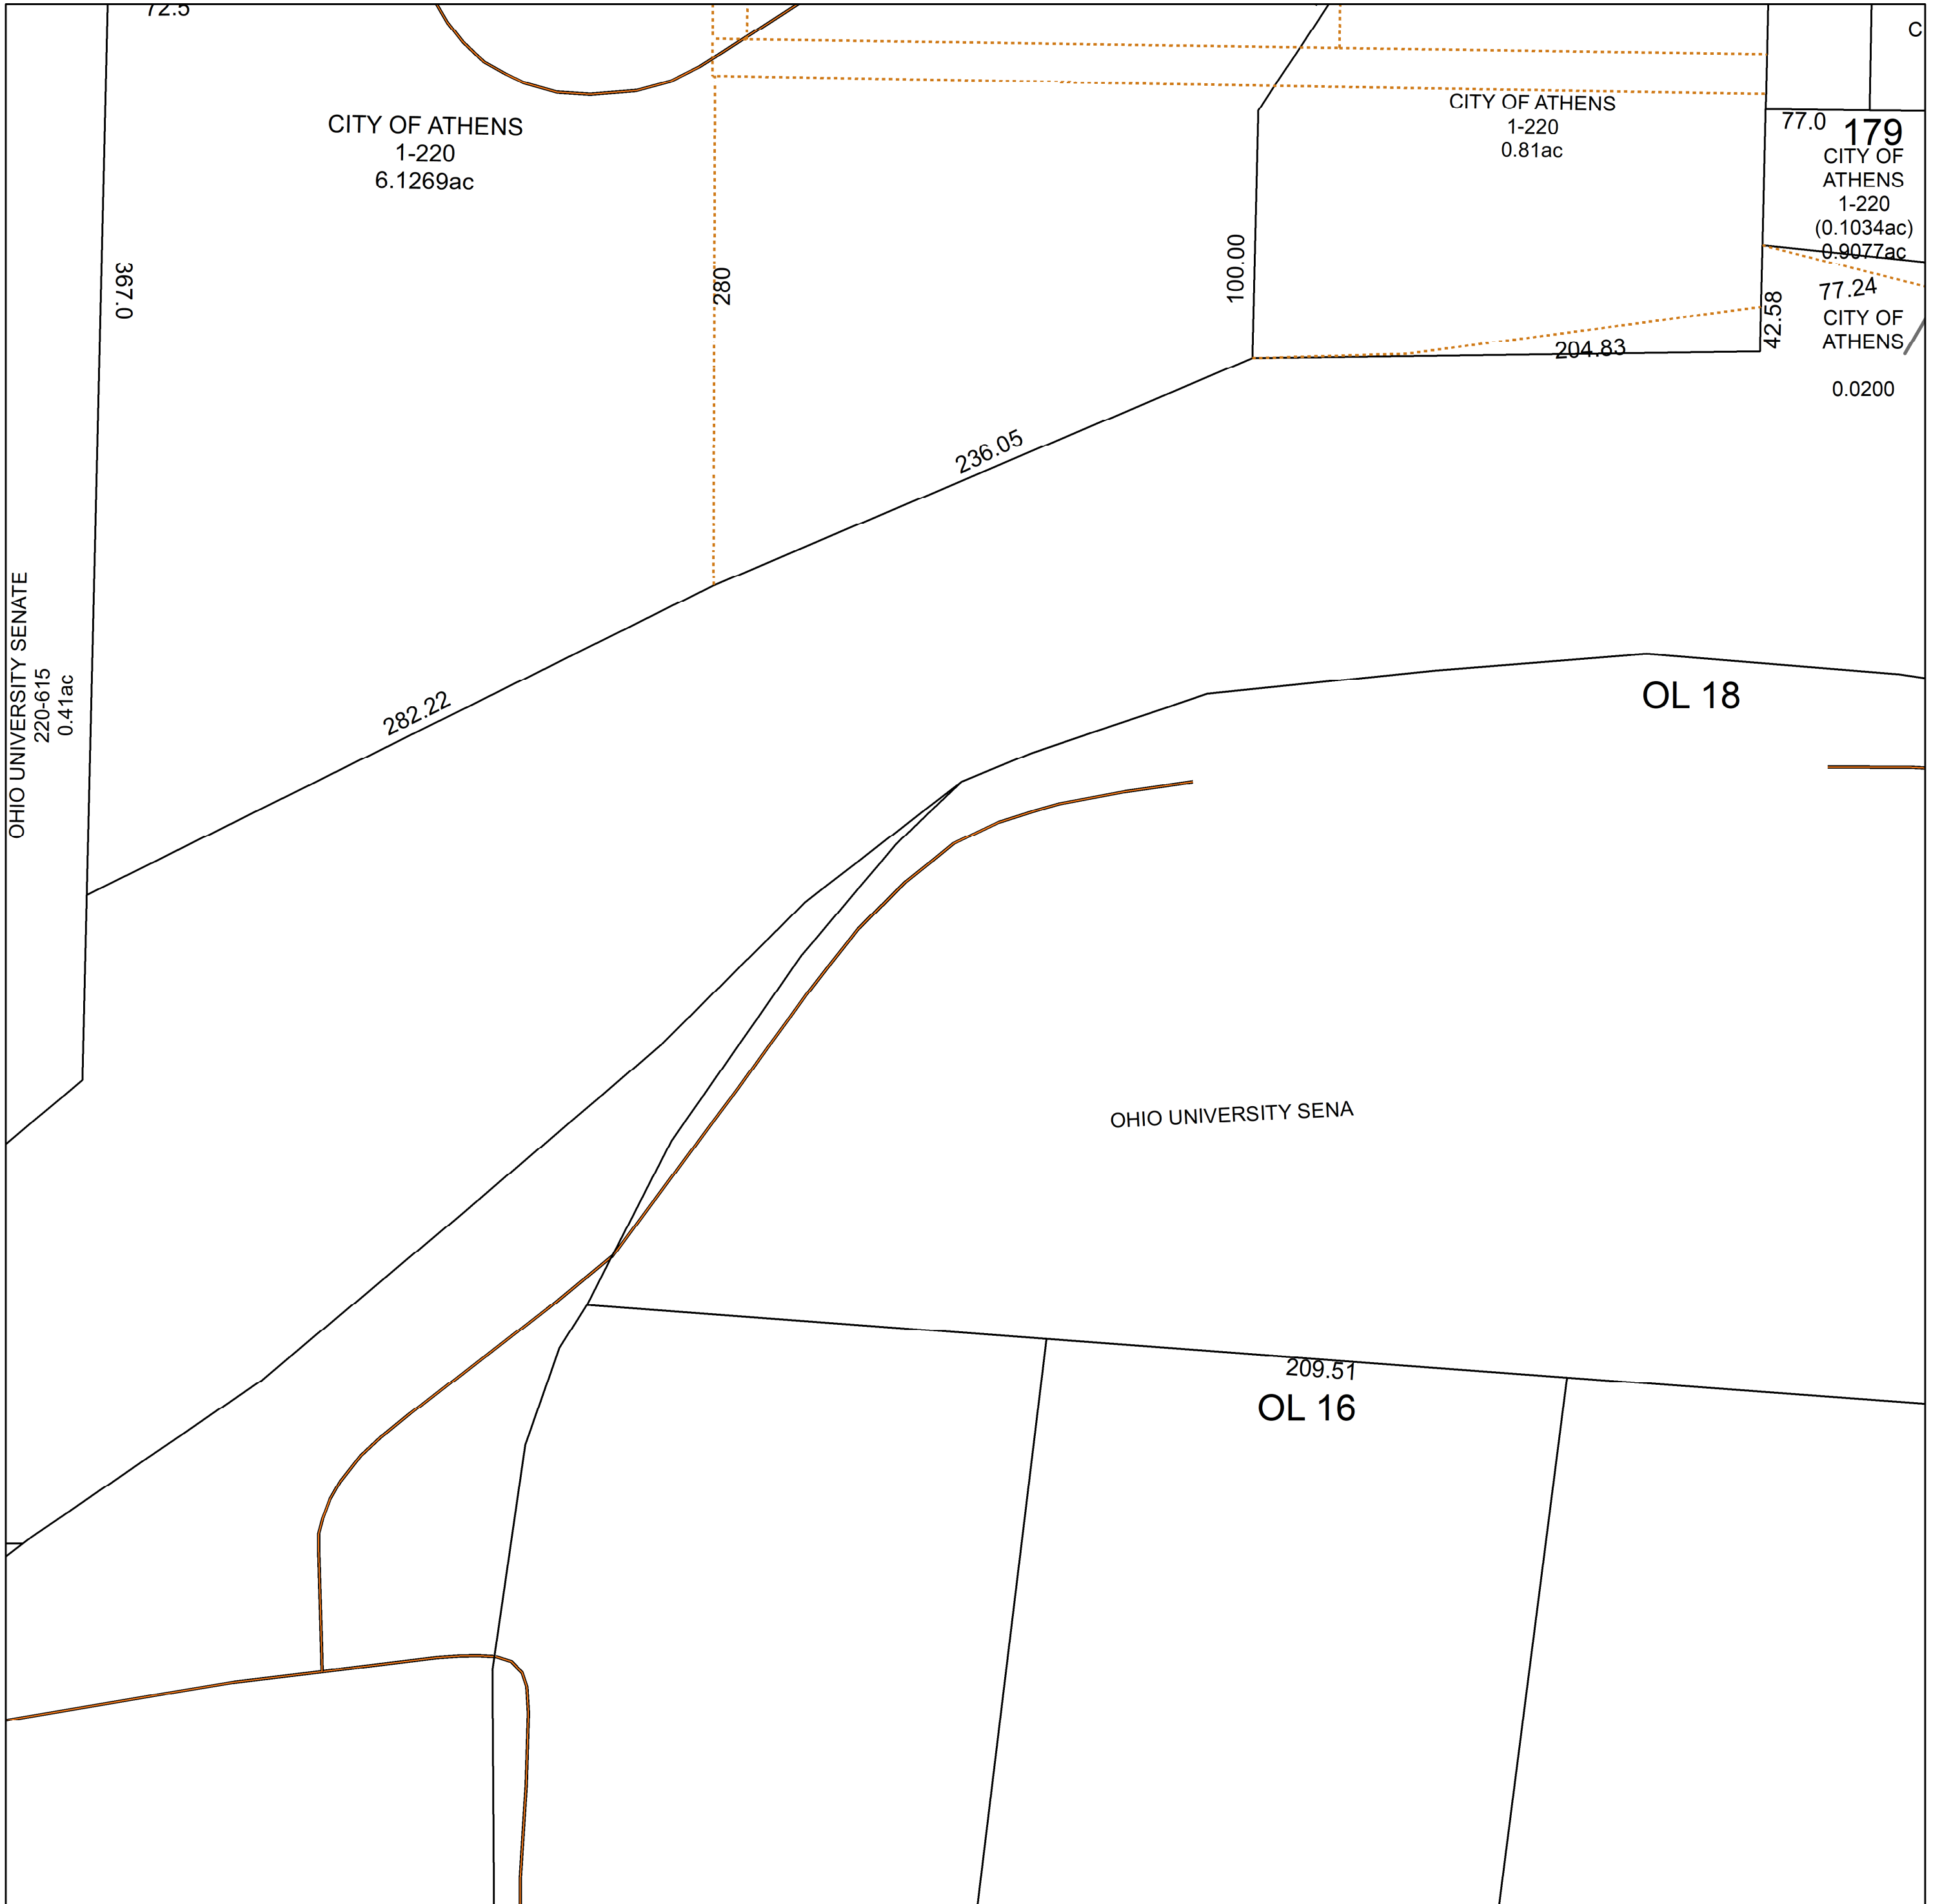 72.5
C
CITY OF ATHENS
1-220
6.1269ac
CITY OF ATHENS
1-220
0.81ac
77.0
179
CITY OF
ATHENS
1-220
(0.1034ac)
0.9077ac
367.0
280
100.00
77.24
42.58
CITY OF
ATHENS
0.0200
204.83
236.05
OHIO UNIVERSITY SENATE
220-615
0.41ac
282.22
OL 18
OHIO UNIVERSITY SENA
209.51
OL 16